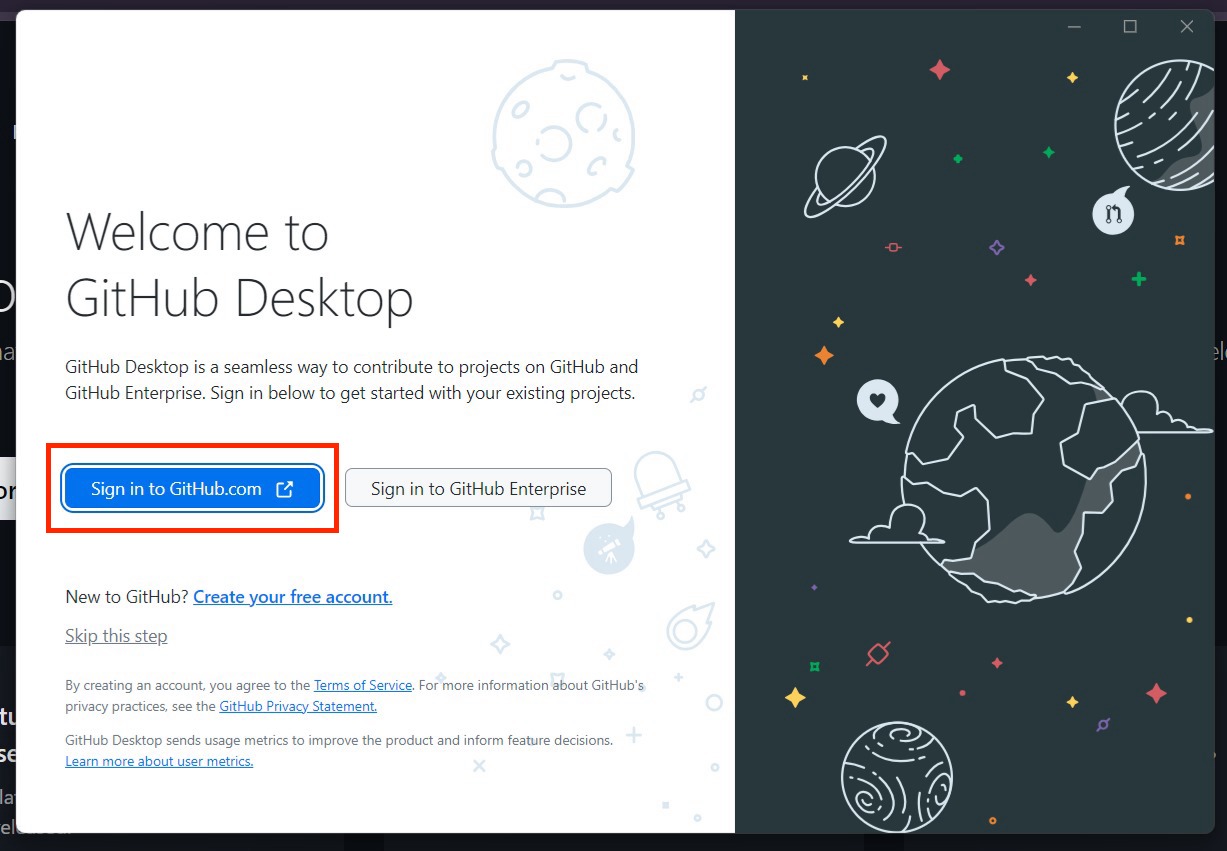 Welcome to
GitHub Desktop
GitHub Desktop is a seamless way to contribute to projects on GitHub and
GitHub Enterprise. Sign in below to get started with your existing projects.
Sign in to GitHub.com
Sign in to GitHub Enterprise
New to GitHub? Create your free account.
Skip this step
By creating an account, you agree to the Terms of Service. For more information about GitHub's
privacy practices, see the GitHub Privacy Statement.
GitHub Desktop sends usage metrics to improve the product and inform feature decisions.
Learn more about user metrics.